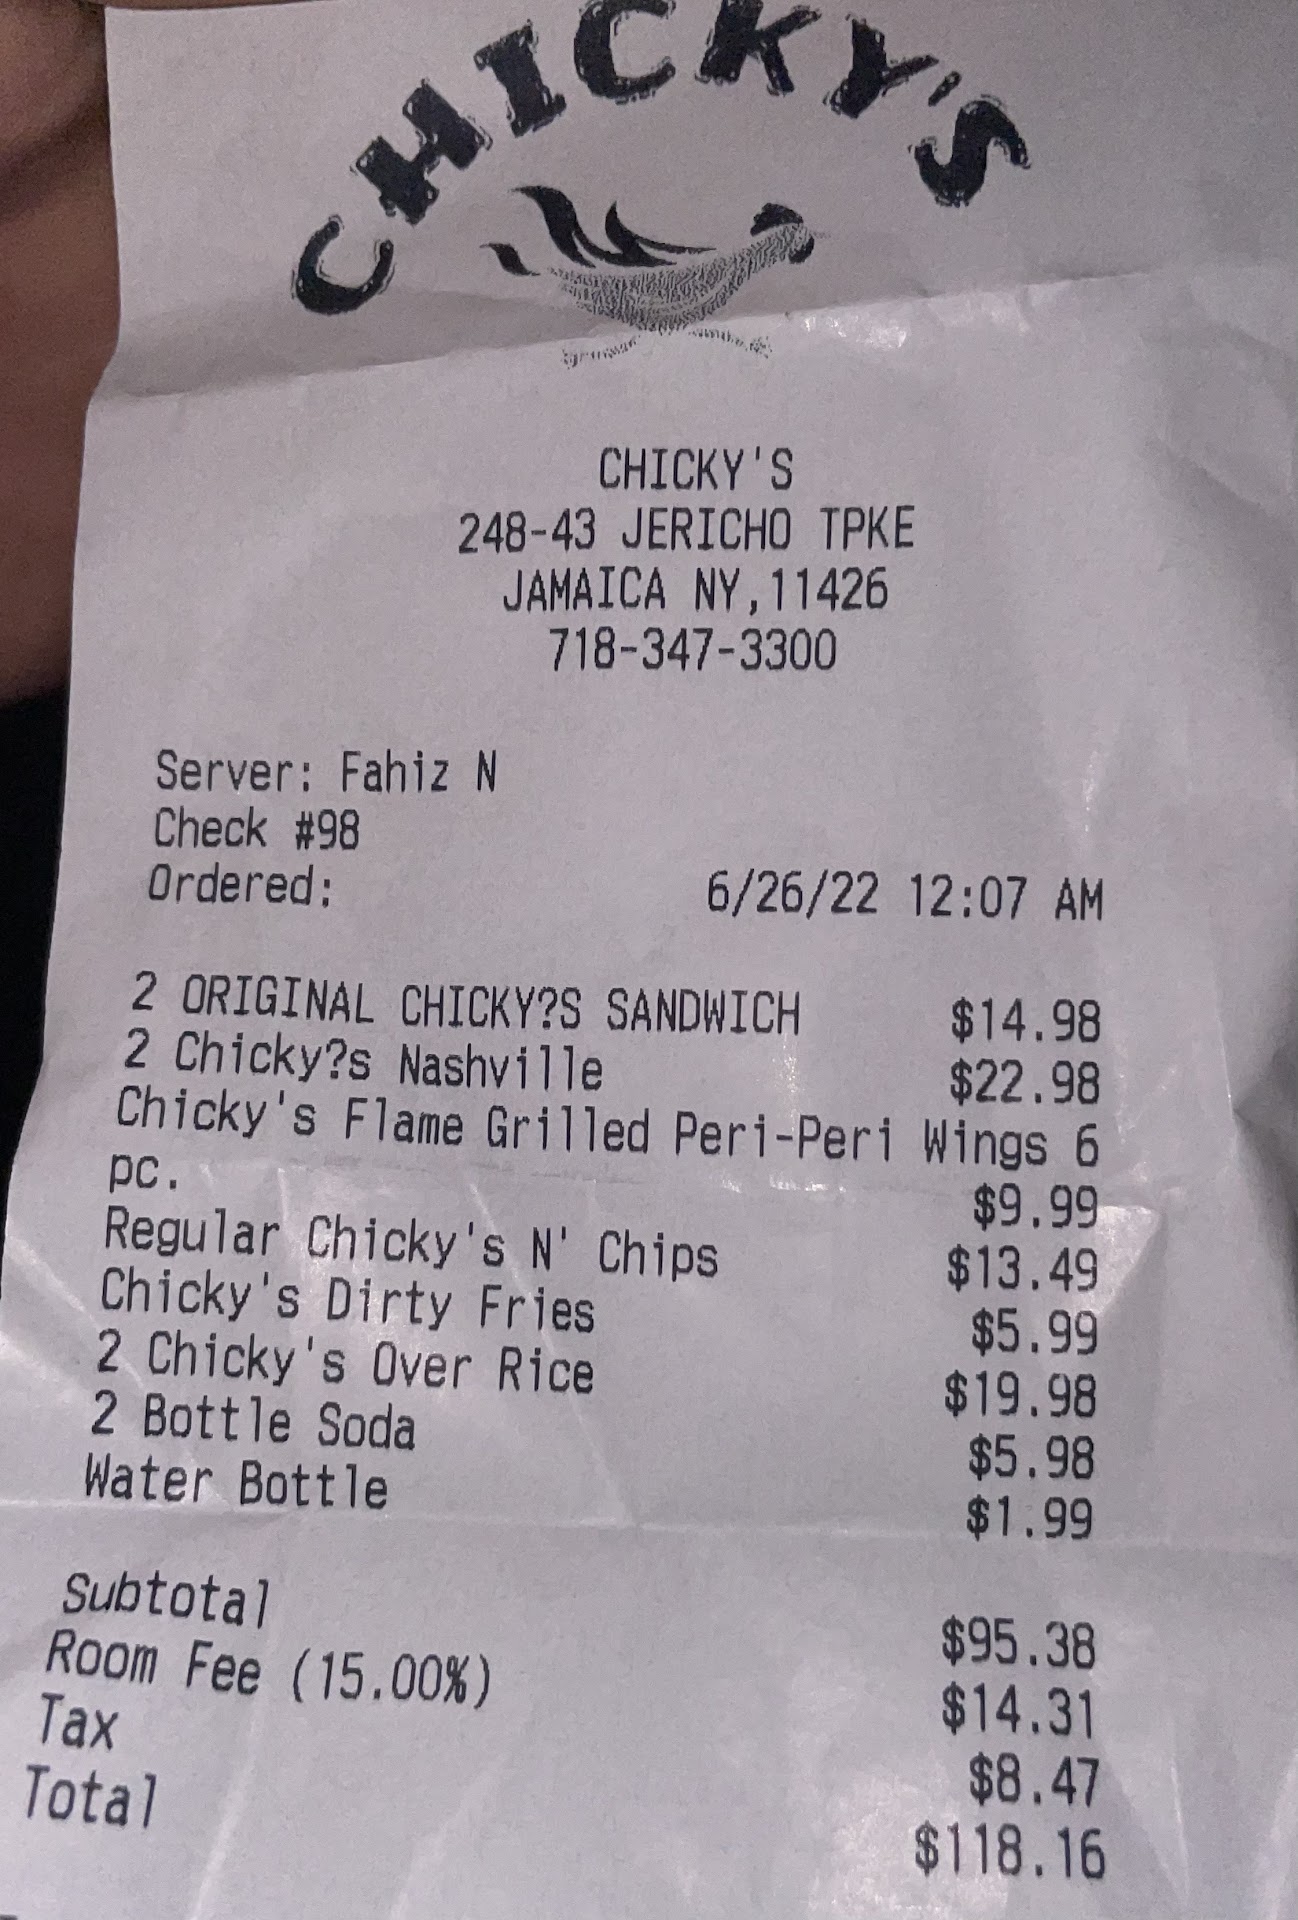 CHICKY'S
CHICKY'S
248-43 JERICHO TPKE
JAMAICA NY,11426
718-347-3300
Server: Fahiz N
Check #98
Ordered: 6/26/22 12:07 AM
2 ORIGINAL CHICKY?S SANDWICH $14.98
2 Chicky?s Nashville $22.98
Chicky's Flame Grilled Peri-Peri Wings 6
pc. $9.99
Regular Chicky's N' Chips $13.49
Chicky's Dirty Fries $5.99
2 Chicky's Over Rice $19.98
2 Bottle Soda $5.98
Water Bottle $1.99
Subtotal $95.38
Room Fee (15.00%) $14.31
Tax $8.47
Total $118.16